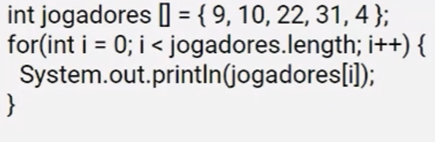 int jogadores [] = { 9, 10, 22, 31, 4 };
for(int i = 0; i < jogadores.length; i++) {
System.out.println(jogadores[i]);
}